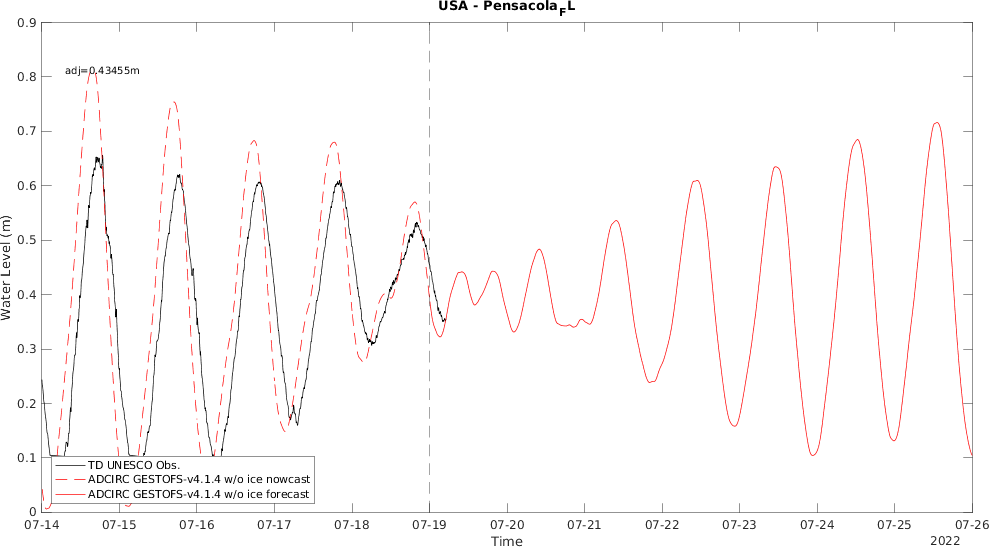 USA - Pensacola_FL
0.9
0.8
0.7
0.6
0.5
0.4
0.3
0.2
0.1
0
Water Level (m)
adj=0.43455m
TD UNESCO Obs.
ADCIRC GESTOFS-v4.1.4 w/o ice nowcast
ADCIRC GESTOFS-v4.1.4 w/o ice forecast
07-14 07-15 07-16 07-17 07-18 07-19 07-20 07-21 07-22 07-23 07-24 07-25 07-26
Time
2022